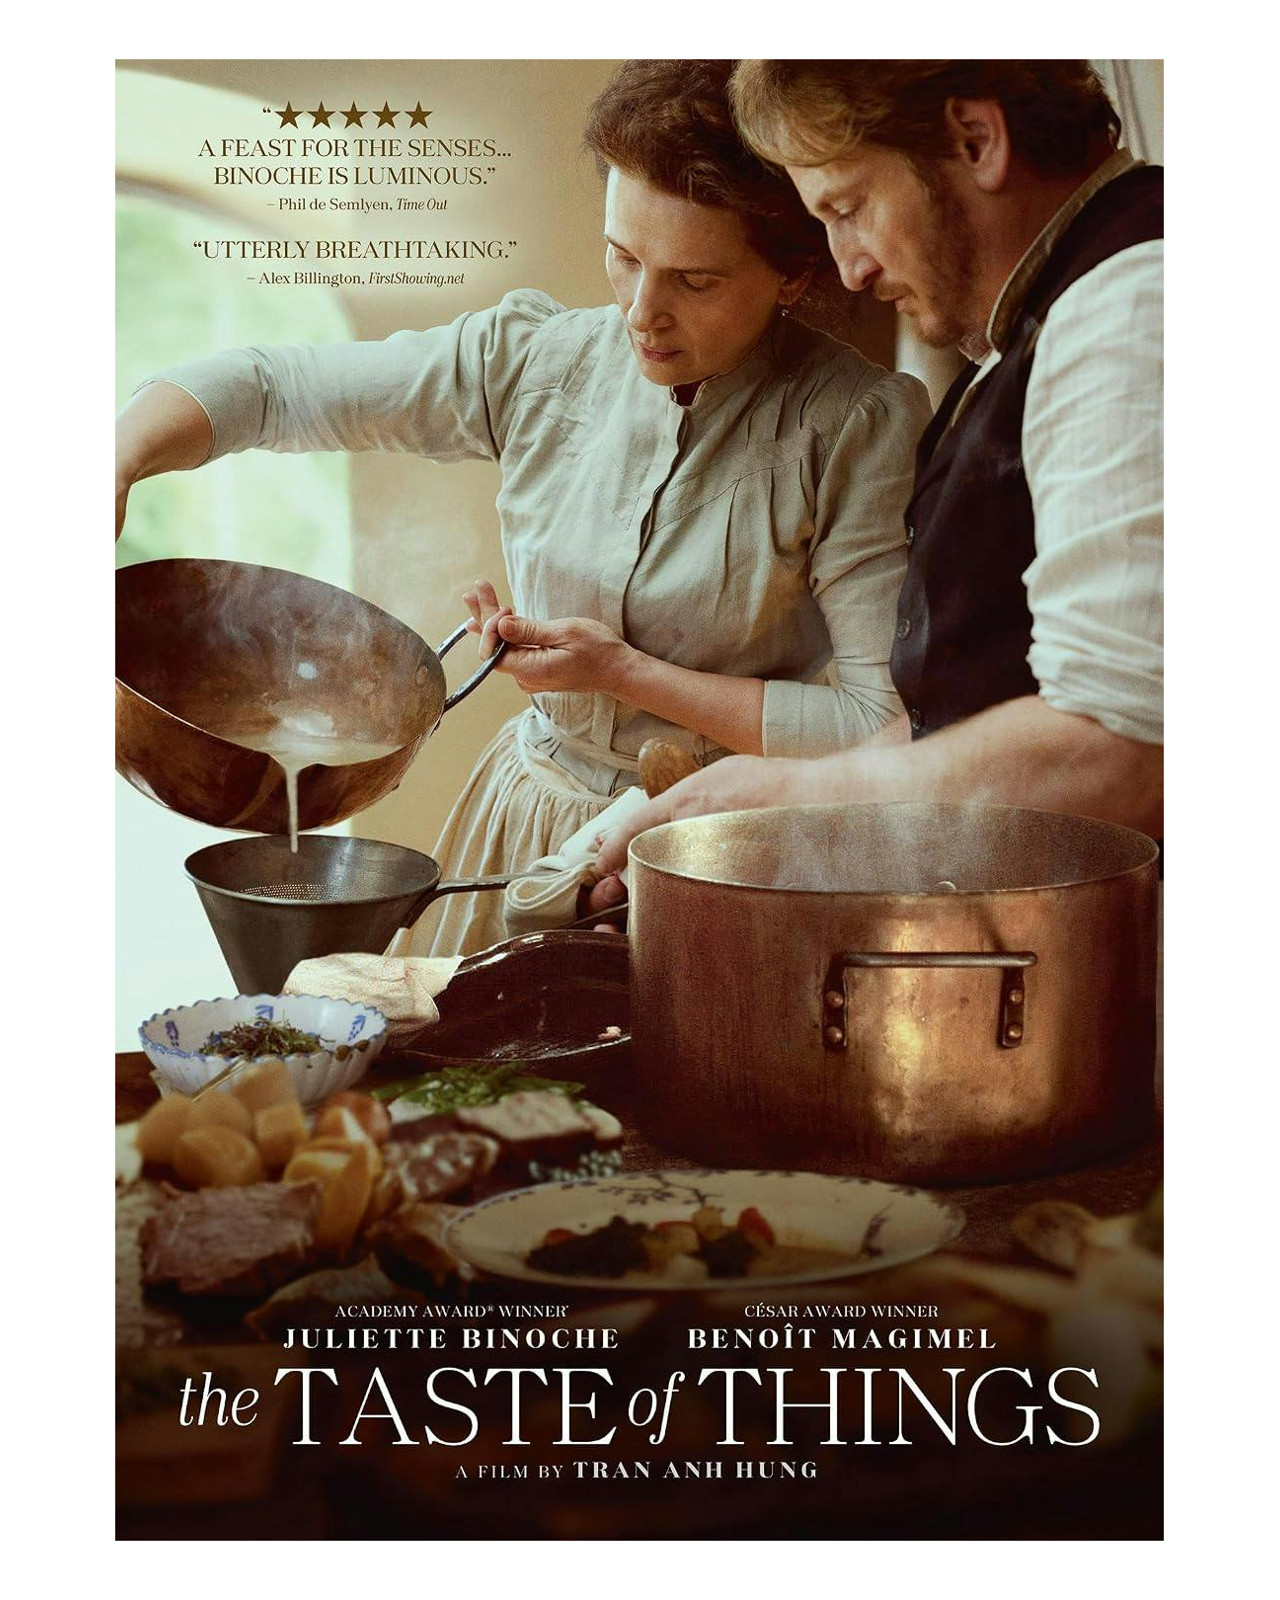 “★★★★★
A FEAST FOR THE SENSES...
BINOCHE IS LUMINOUS.”
– Phil de Semlyen, Time Out
“UTTERLY BREATHTAKING.”
– Alex Billington, FirstShowing.net
ACADEMY AWARD® WINNER
JULIETTE BINOCHE
CÉSAR AWARD WINNER
BENOÎT MAGIMEL
the TASTE of THINGS
A FILM BY TRAN ANH HUNG